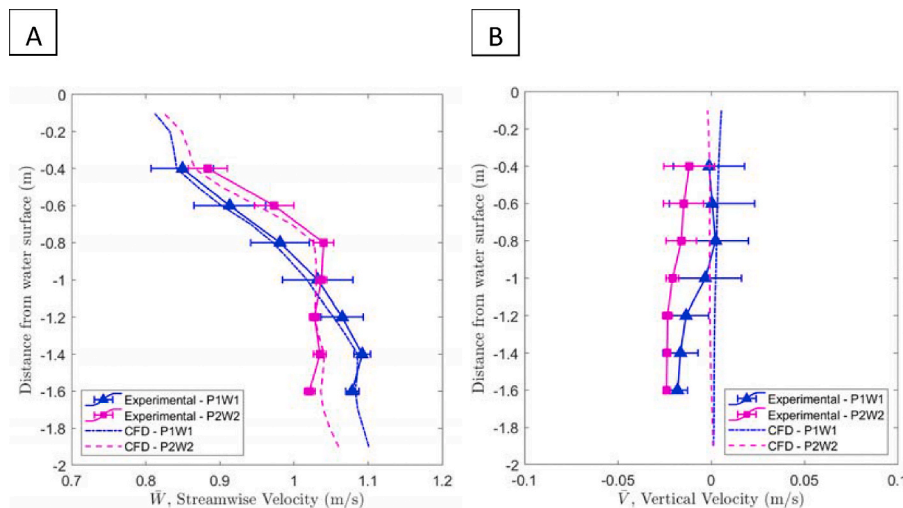 A
B
0
-0.2
-0.4
-0.6
-0.8
-1
-1.2
-1.4
-1.6
-1.8
-2
Distance from water surface (m)
Experimental - P1W1
Experimental - P2W2
CFD - P1W1
CFD - P2W2
0.7
0.8
0.9
1
1.1
1.2
W̄, Streamwise Velocity (m/s)
0
-0.2
-0.4
-0.6
-0.8
-1
-1.2
-1.4
-1.6
-1.8
-2
Distance from water surface (m)
Experimental - P1W1
Experimental - P2W2
CFD - P1W1
CFD - P2W2
-0.1
-0.05
0
0.05
0.1
V̄, Vertical Velocity (m/s)